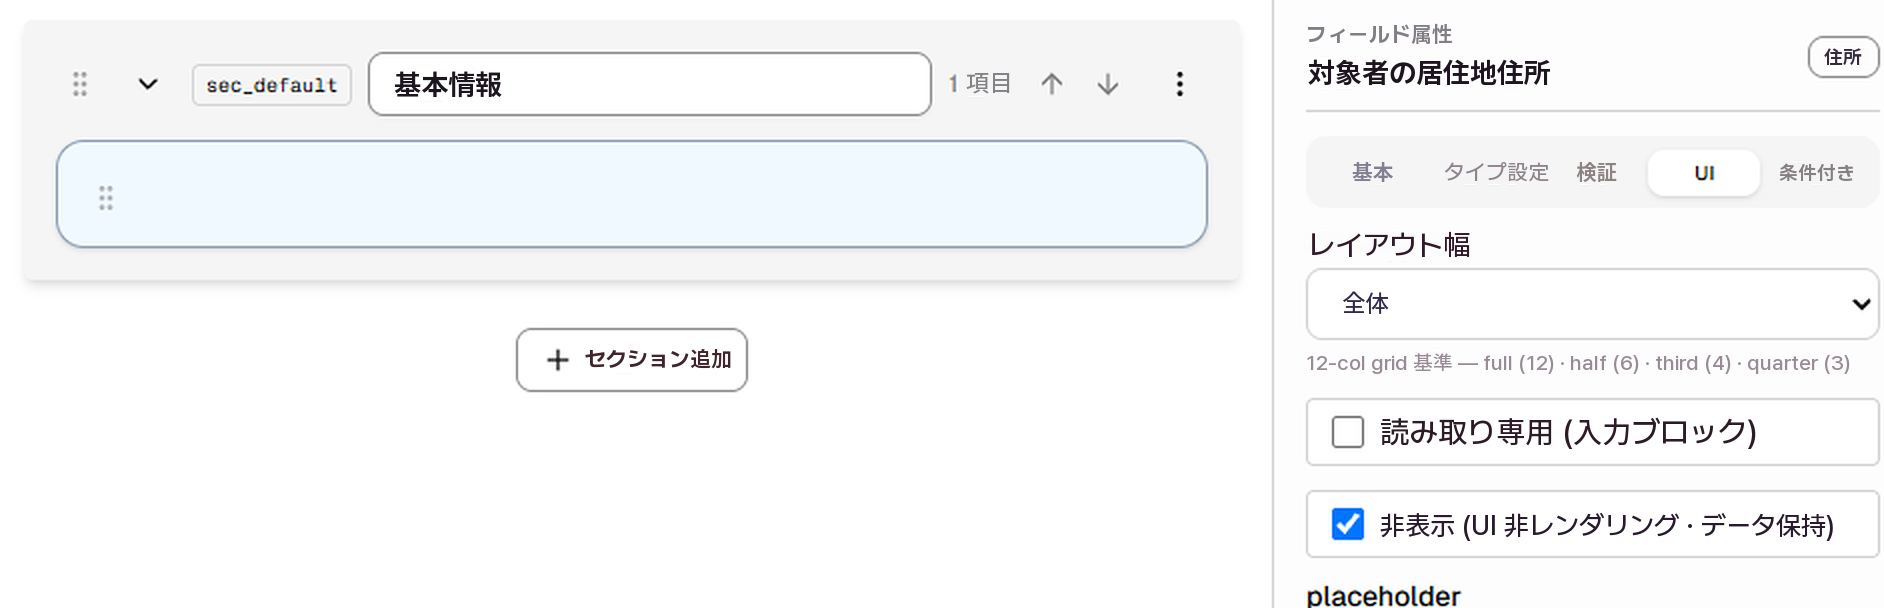 sec_default
基本情報
1 項目
セクション追加
フィールド属性
対象者の居住地住所
住所
基本
タイプ設定
検証
UI
条件付き
レイアウト幅
全体
12-col grid 基準 — full (12) · half (6) · third (4) · quarter (3)
読み取り専用 (入力ブロック)
非表示 (UI 非レンダリング · データ保持)
placeholder